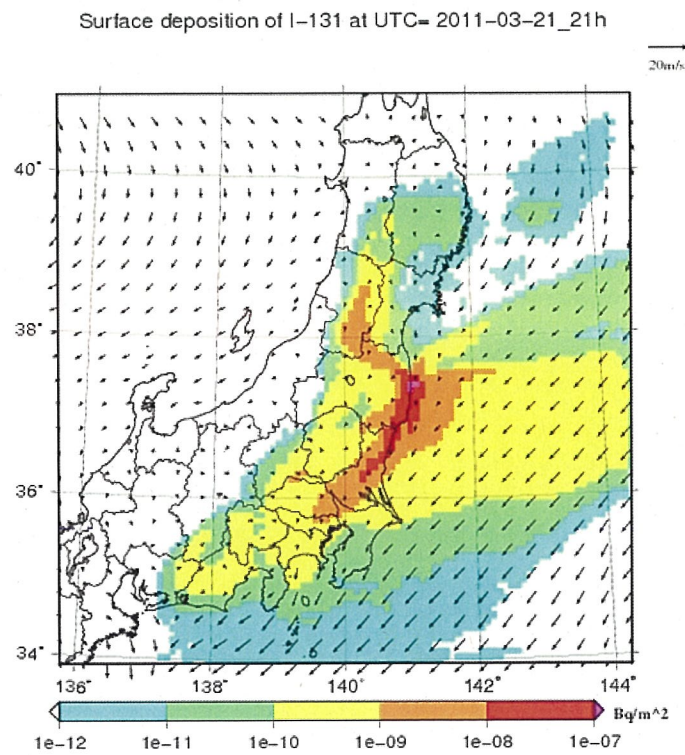 Surface deposition of I-131 at UTC= 2011-03-21_21h
20m/s
40°
38°
36°
34°
136° 138° 140° 142° 144°
Bq/m^2
1e-12 1e-11 1e-10 1e-09 1e-08 1e-07